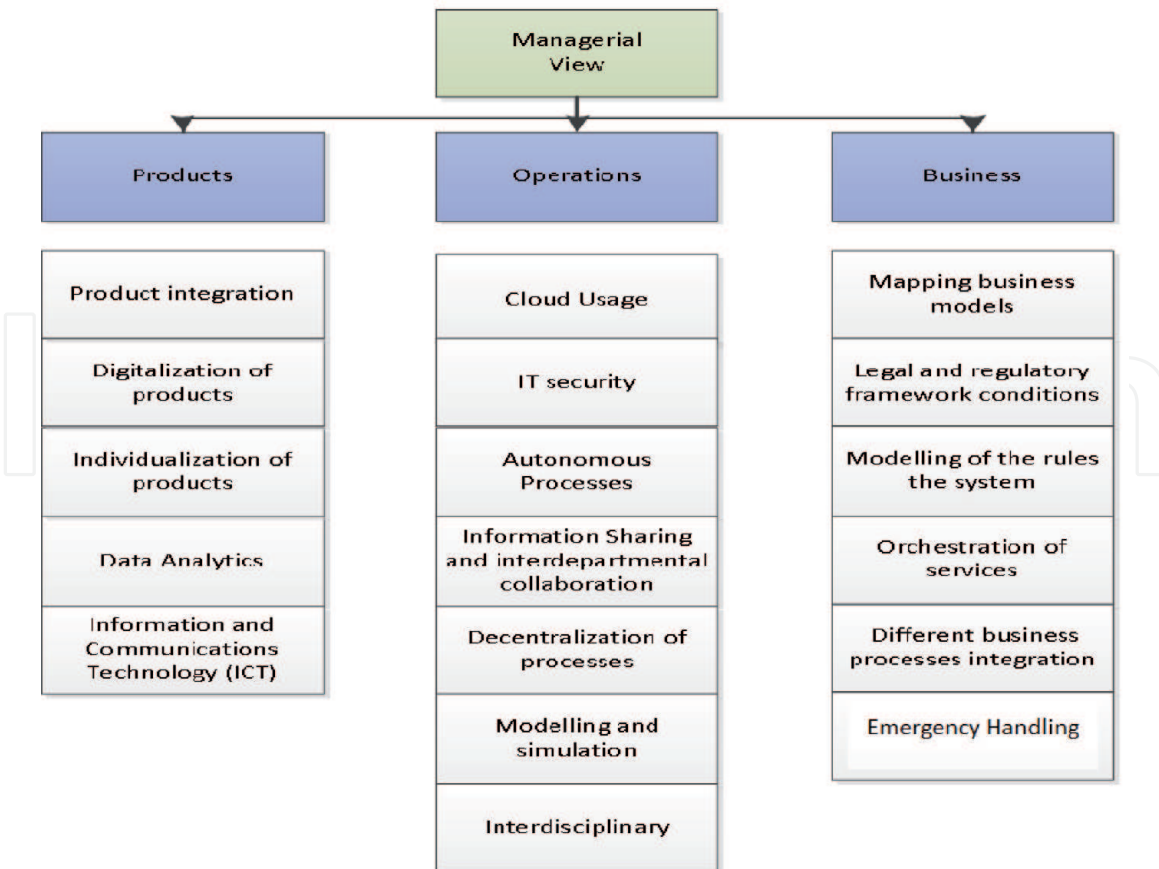 Managerial
View
Products
Operations
Business
Product integration
Digitalization of
products
Individualization of
products
Data Analytics
Information and
Communications
Technology (ICT)
Cloud Usage
IT security
Autonomous
Processes
Information Sharing
and interdepartmental
collaboration
Decentralization of
processes
Modelling and
simulation
Interdisciplinary
Mapping business
models
Legal and regulatory
framework conditions
Modelling of the rules
the system
Orchestration of
services
Different business
processes integration
Emergency Handling